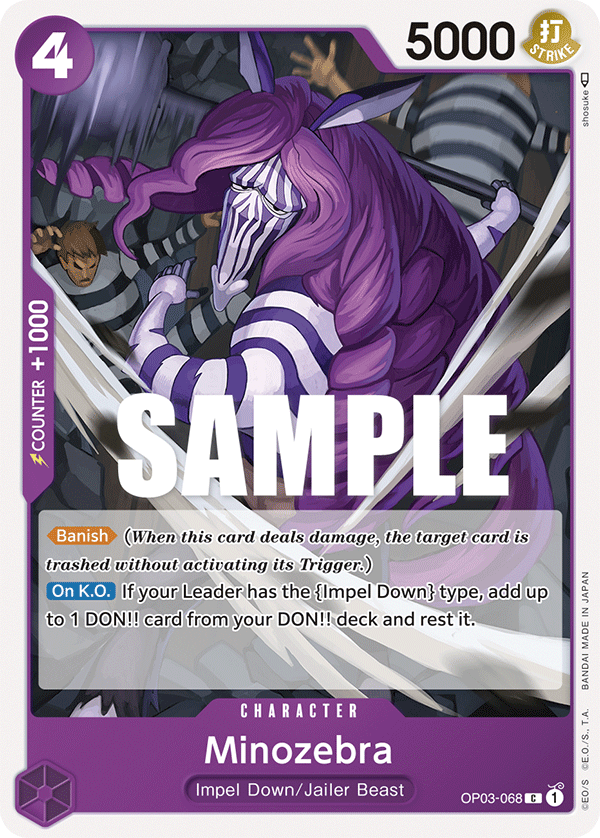 4
5000
打
STRIKE
shosuke
COUNTER +1000
SAMPLE
Banish (When this card deals damage, the target card is
trashed without activating its Trigger.)
On K.O. If your Leader has the {Impel Down} type, add up
to 1 DON!! card from your DON!! deck and rest it.
CHARACTER
Minozebra
Impel Down/Jailer Beast
OP03-068 C 1
©EO/S ©E.O./S., T.A. BANDAI MADE IN JAPAN